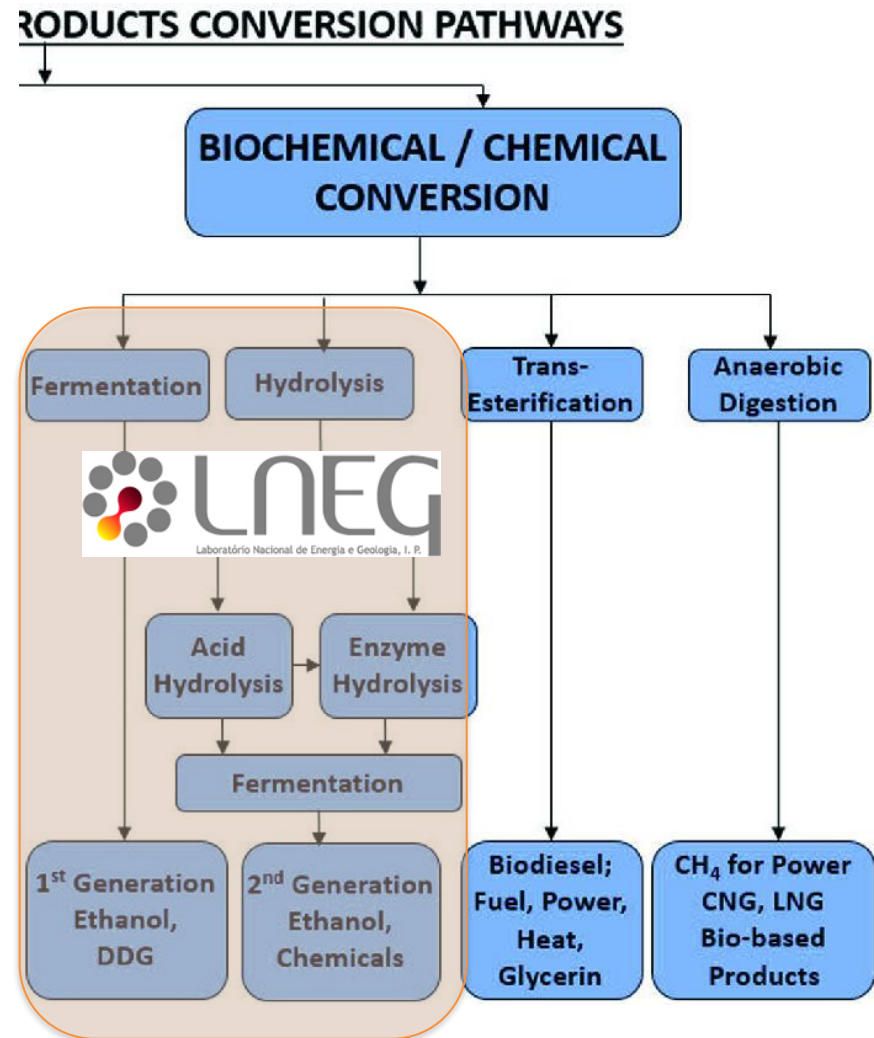 RODUCTS CONVERSION PATHWAYS
BIOCHEMICAL / CHEMICAL
CONVERSION
Fermentation
Hydrolysis
Trans-
Esterification
Anaerobic
Digestion
LNEG
Laboratório Nacional de Energia e Geologia, I. P.
Acid
Hydrolysis
Enzyme
Hydrolysis
Fermentation
1st Generation
Ethanol,
DDG
2nd Generation
Ethanol,
Chemicals
Biodiesel;
Fuel, Power,
Heat,
Glycerin
CH₄ for Power
CNG, LNG
Bio-based
Products